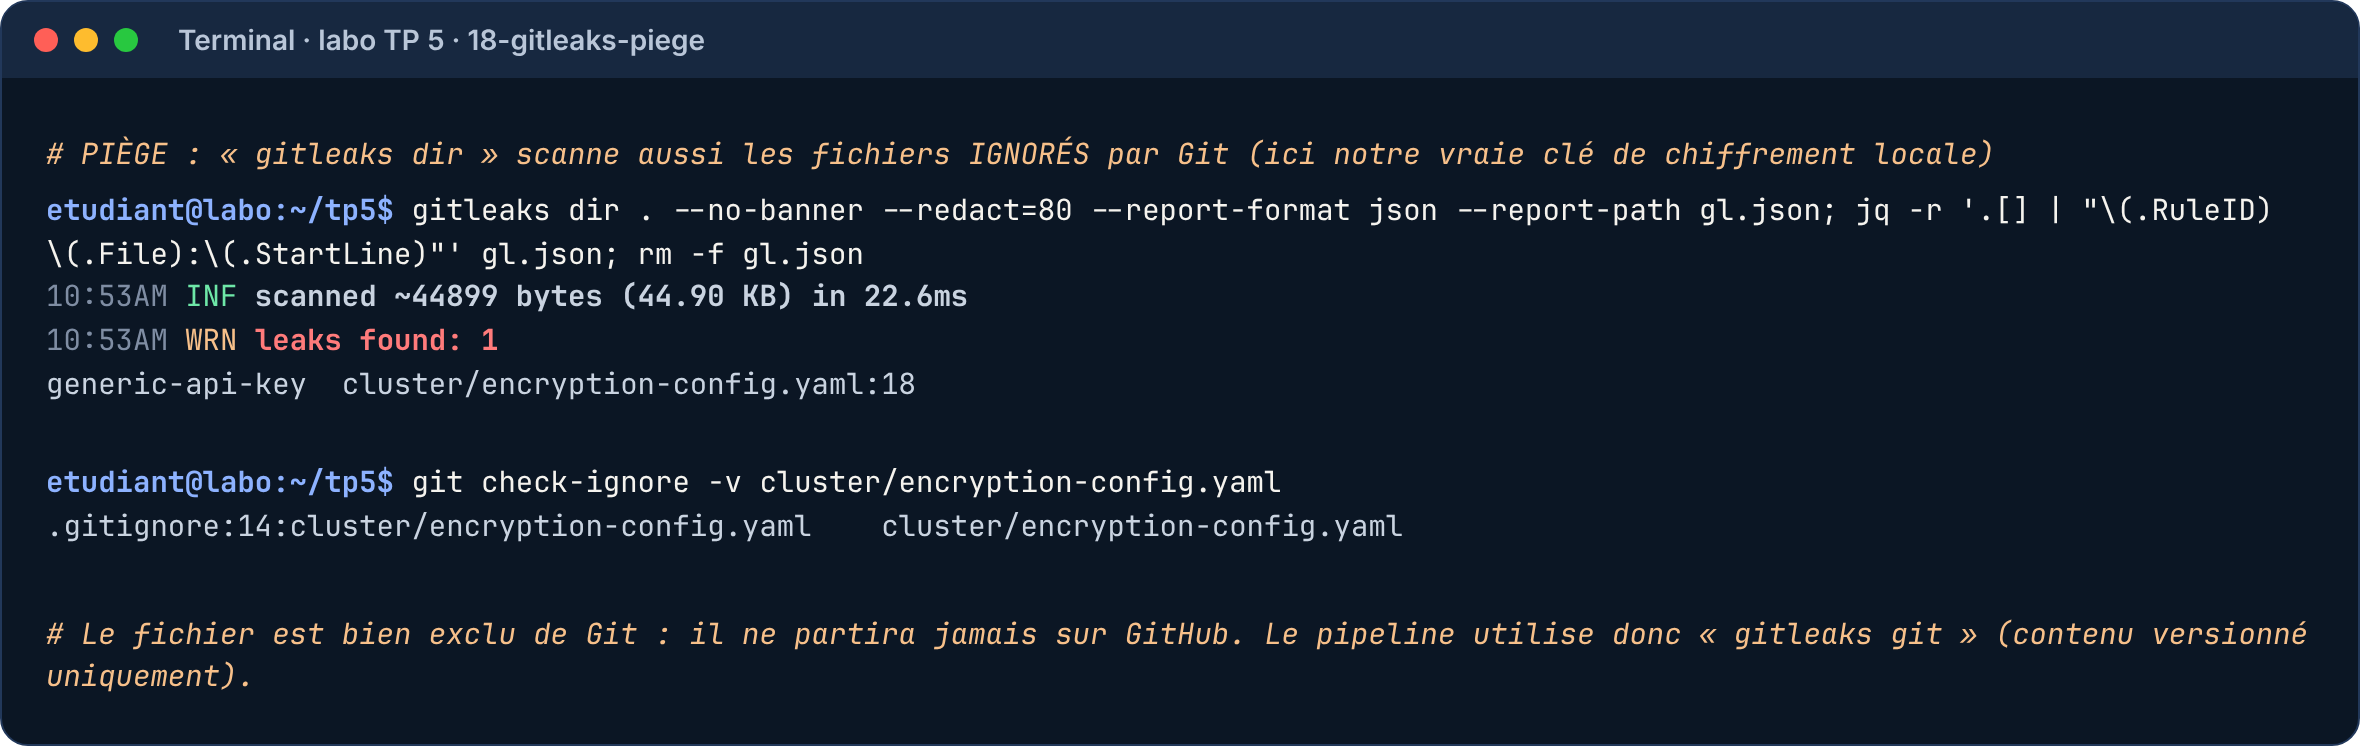 Terminal · labo TP 5 · 18-gitleaks-piege
# PIÈGE : « gitleaks dir » scanne aussi les fichiers IGNORÉS par Git (ici notre vraie clé de chiffrement locale)
etudiant@labo:~/tp5$ gitleaks dir . --no-banner --redact=80 --report-format json --report-path gl.json; jq -r '.[] | "\(.RuleID)
\(.File):\(.StartLine)"' gl.json; rm -f gl.json
10:53AM INF scanned ~44899 bytes (44.90 KB) in 22.6ms
10:53AM WRN leaks found: 1
generic-api-key  cluster/encryption-config.yaml:18
etudiant@labo:~/tp5$ git check-ignore -v cluster/encryption-config.yaml
.gitignore:14:cluster/encryption-config.yaml    cluster/encryption-config.yaml
# Le fichier est bien exclu de Git : il ne partira jamais sur GitHub. Le pipeline utilise donc « gitleaks git » (contenu versionné
uniquement).